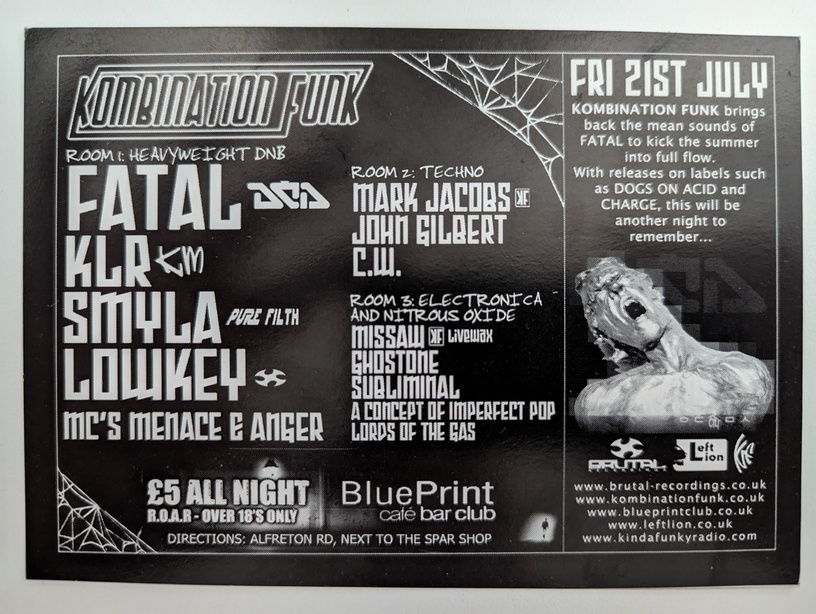 KOMBINATION FUNK
ROOM 1: HEAVYWEIGHT DNB
FATAL
KLR KM
SMYLA PURE FILTH
LOWKEY
MC'S MENACE & ANGER
ROOM 2: TECHNO
MARK JACOBS KF
JOHN GILBERT
C.W.
ROOM 3: ELECTRONICA
AND NITROUS OXIDE
MISSAW KF Livewax
GHOSTONE
SUBLIMINAL
A CONCEPT OF IMPERFECT POP
LORDS OF THE GAS
£5 ALL NIGHT
R.O.A.R - OVER 18'S ONLY
BluePrint
café bar club
DIRECTIONS: ALFRETON RD, NEXT TO THE SPAR SHOP
FRI 21ST JULY
KOMBINATION FUNK brings
back the mean sounds of
FATAL to kick the summer
into full flow.
With releases on labels such
as DOGS ON ACID and
CHARGE, this will be
another night to
remember...
BRUTAL
RECORDINGS
Left
Lion
www.brutal-recordings.co.uk
www.kombinationfunk.co.uk
www.blueprintclub.co.uk
www.leftlion.co.uk
www.kindafunkyradio.com